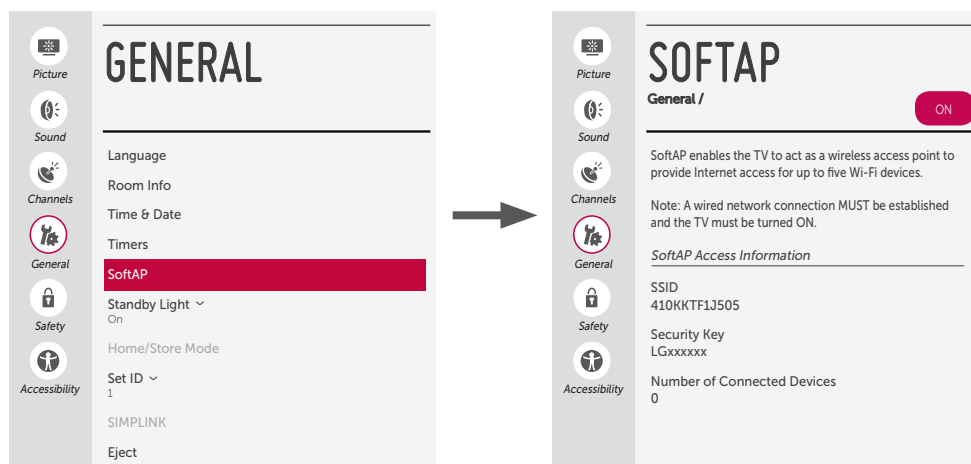 Picture
Sound
Channels
General
Safety
Accessibility
GENERAL
Language
Room Info
Time & Date
Timers
SoftAP
Standby Light
On
Home/Store Mode
Set ID
1
SIMPLINK
Eject
Picture
Sound
Channels
General
Safety
Accessibility
SOFTAP
General /
ON
SoftAP enables the TV to act as a wireless access point to
provide Internet access for up to five Wi-Fi devices.
Note: A wired network connection MUST be established
and the TV must be turned ON.
SoftAP Access Information
SSID
410KKTF1J505
Security Key
LGxxxxxx
Number of Connected Devices
0